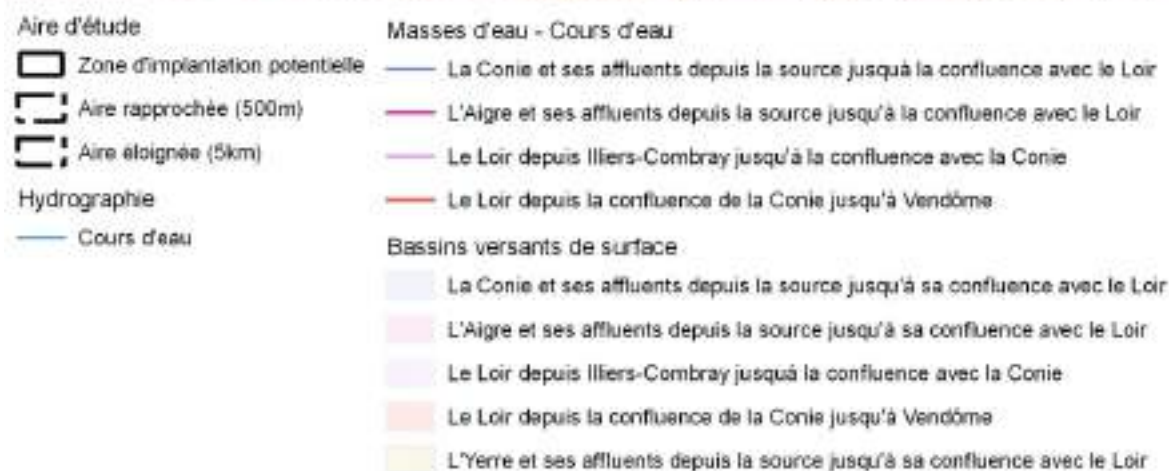 Aire d'étude
Zone d'implantation potentielle
Aire rapprochée (500m)
Aire éloignée (5km)
Hydrographie
Cours d'eau
Masses d'eau - Cours d'eau
La Conie et ses affluents depuis la source jusquà la confluence avec le Loir
L'Aigre et ses affluents depuis la source jusqu'à la confluence avec le Loir
Le Loir depuis Illiers-Combray jusqu'à la confluence avec la Conie
Le Loir depuis la confluence de la Conie jusqu'à Vendôme
Bassins versants de surface
La Conie et ses affluents depuis la source jusqu'à sa confluence avec le Loir
L'Aigre et ses affluents depuis la source jusqu'à sa confluence avec le Loir
Le Loir depuis Illiers-Combray jusquà la confluence avec la Conie
Le Loir depuis la confluence de la Conie jusqu'à Vendôme
L'Yerre et ses affluents depuis la source jusqu'à sa confluence avec le Loir